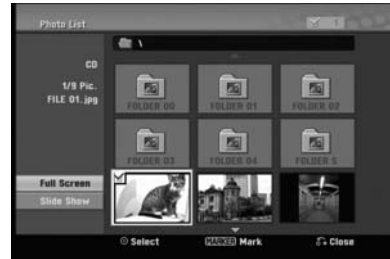 Photo List
1
\
CD
1/9 Pic.
FILE 01.jpg
FOLDER 00
FOLDER 01
FOLDER 02
FOLDER 03
FOLDER 04
FOLDER 5
Full Screen
Slide Show
Select
MARKER Mark
Close